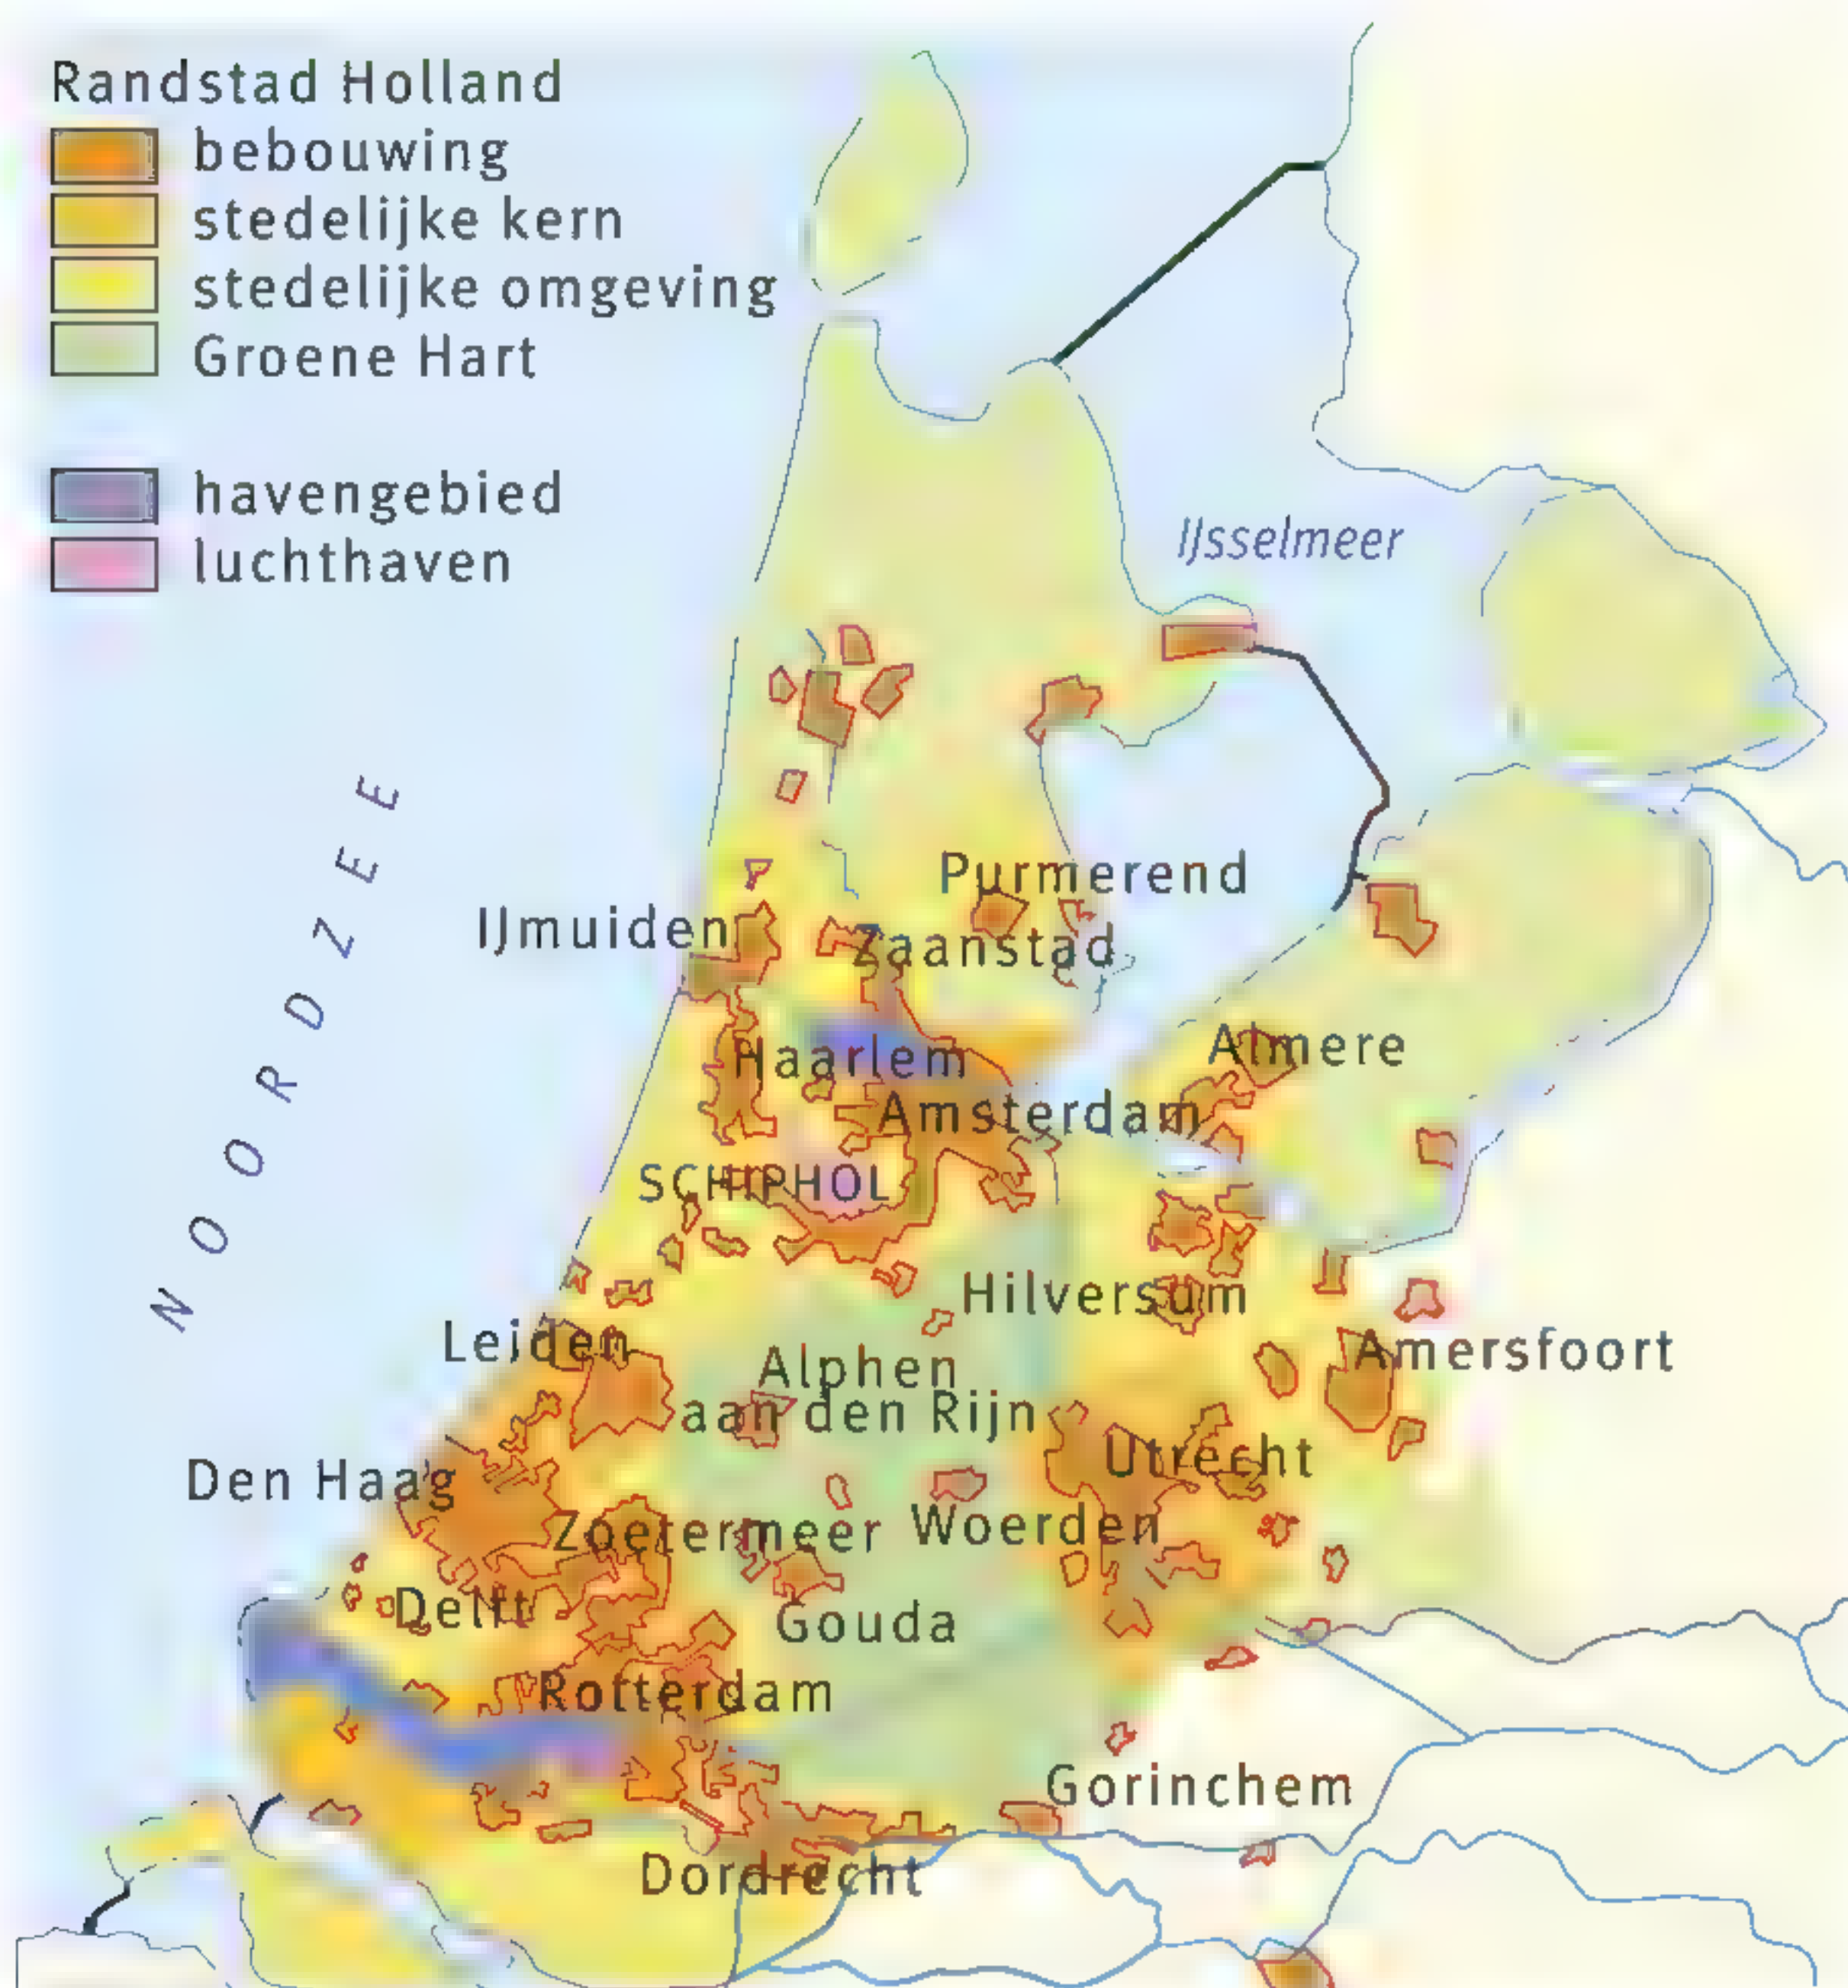 Randstad Holland
bebouwing
stedelijke kern
stedelijke omgeving
Groene Hart
havengebied
luchthaven
IJsselmeer
NOORDZEE
Purmerend
IJmuiden
Zaanstad
Haarlem
Almere
Amsterdam
SCHIPHOL
Hilversum
Leiden
Amersfoort
Alphen
aan den Rijn
Utrecht
Den Haag
Zoetermeer
Woerden
Delft
Gouda
Rotterdam
Gorinchem
Dordrecht